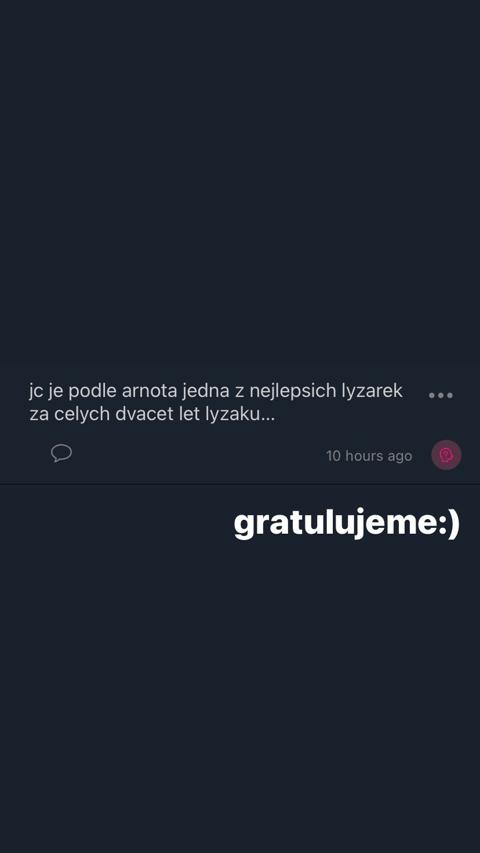 jc je podle arnota jedna z nejlepsich lyzarek
za celych dvacet let lyzaku...
10 hours ago
gratulujeme:)